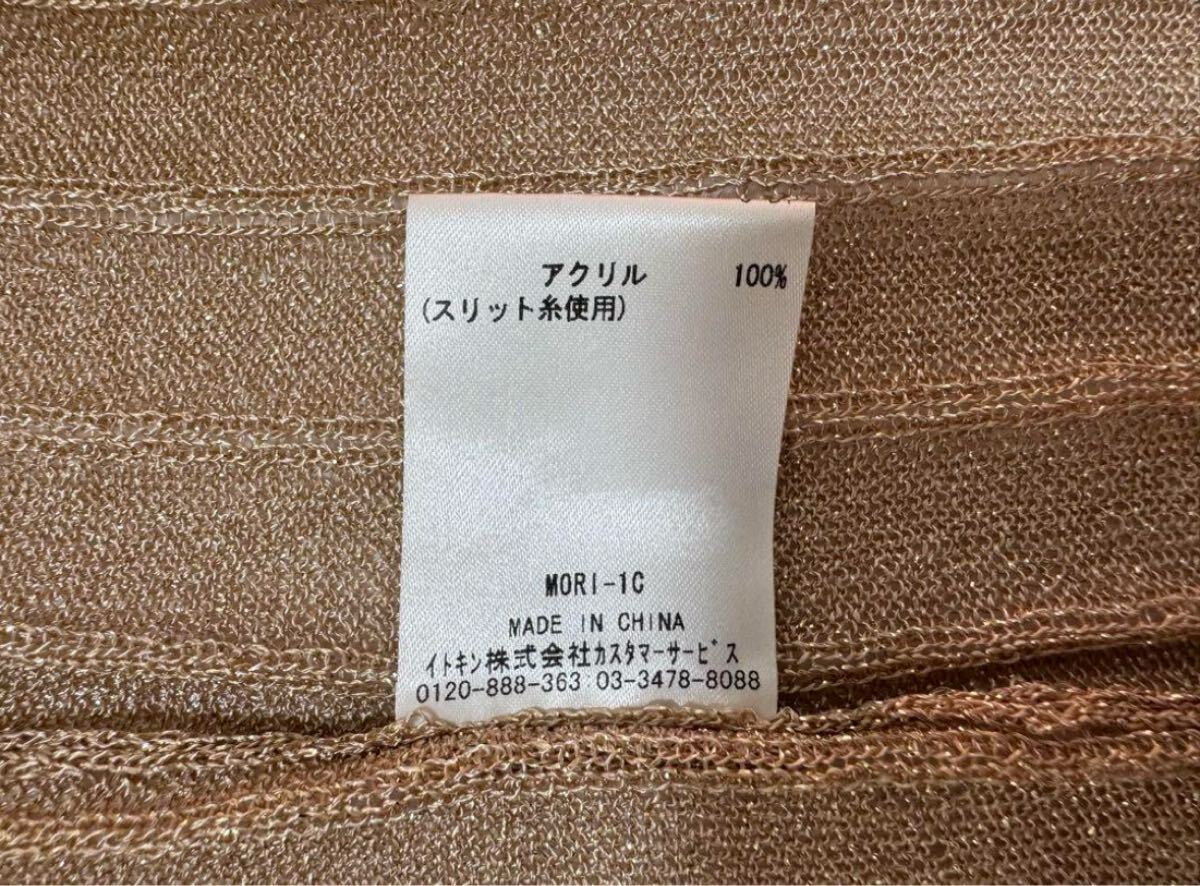 アクリル 100%
(スリット糸使用)
MORI-1C
MADE IN CHINA
イトキン株式会社カスタマーサービス
0120-888-363 03-3478-8088